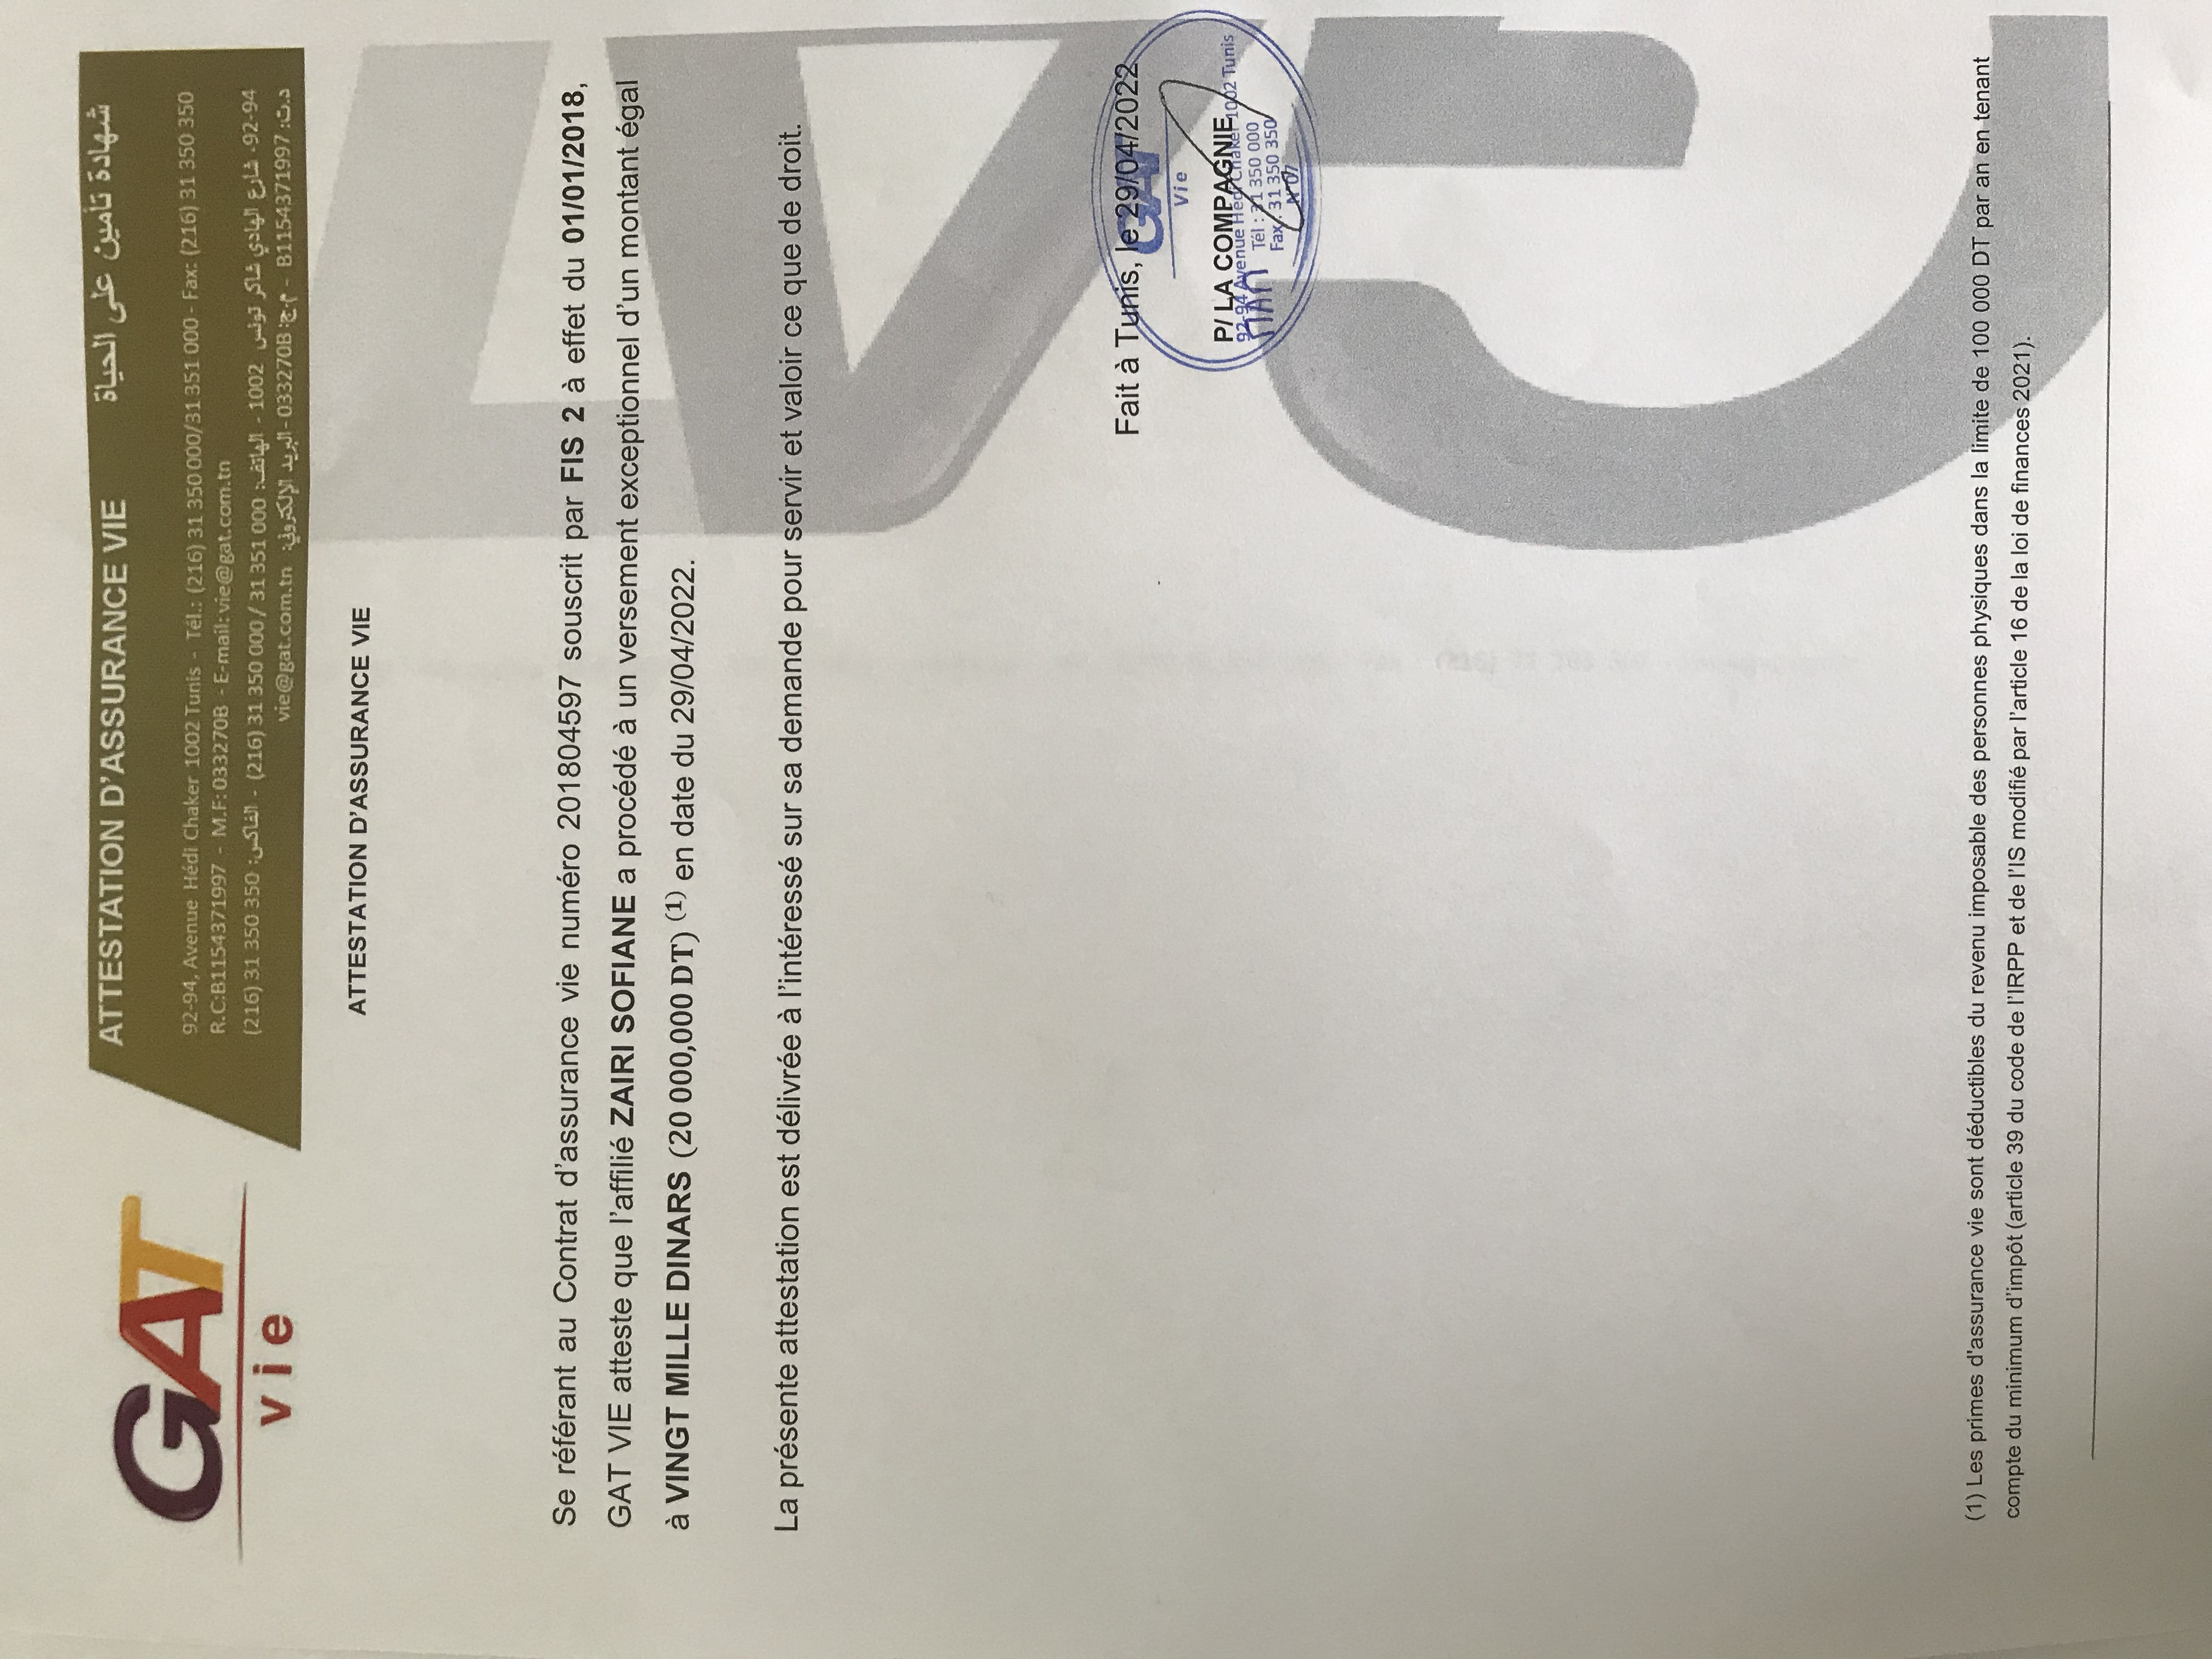 GAT
vie
ATTESTATION D'ASSURANCE VIE شهادة تأمين على الحياة
92-94, Avenue Hédi Chaker 1002 Tunis - Tél.: (216) 31 350 000/31 351 000 - Fax: (216) 31 350 350
R.C:B1154371997 - M.F: 033270B - E-mail: vie@gat.com.tn
92-94، شارع الهادي شاكر تونس 1002 - الهاتف: 000 351 31 / 000 350 31 (216) - الفاكس: 350 350 31 (216)
د.ت: B1154371997 - م.ج: 033270B - البريد الإلكتروني: vie@gat.com.tn
ATTESTATION D'ASSURANCE VIE
Se référant au Contrat d'assurance vie numéro 201804597 souscrit par FIS 2 à effet du 01/01/2018,
GAT VIE atteste que l'affilié ZAIRI SOFIANE a procédé à un versement exceptionnel d'un montant égal
à VINGT MILLE DINARS (20 000,000 DT) (1) en date du 29/04/2022.
La présente attestation est délivrée à l'intéressé sur sa demande pour servir et valoir ce que de droit.
Fait à Tunis, le 29/04/2022
GAT
Vie
P/ LA COMPAGNIE
92-94 Avenue Hedi Chaker 1002 Tunis
Tél : 31 350 000
Fax : 31 350 350
N°07
(1) Les primes d'assurance vie sont déductibles du revenu imposable des personnes physiques dans la limite de 100 000 DT par an en tenant
compte du minimum d'impôt (article 39 du code de l'IRPP et de l'IS modifié par l'article 16 de la loi de finances 2021).